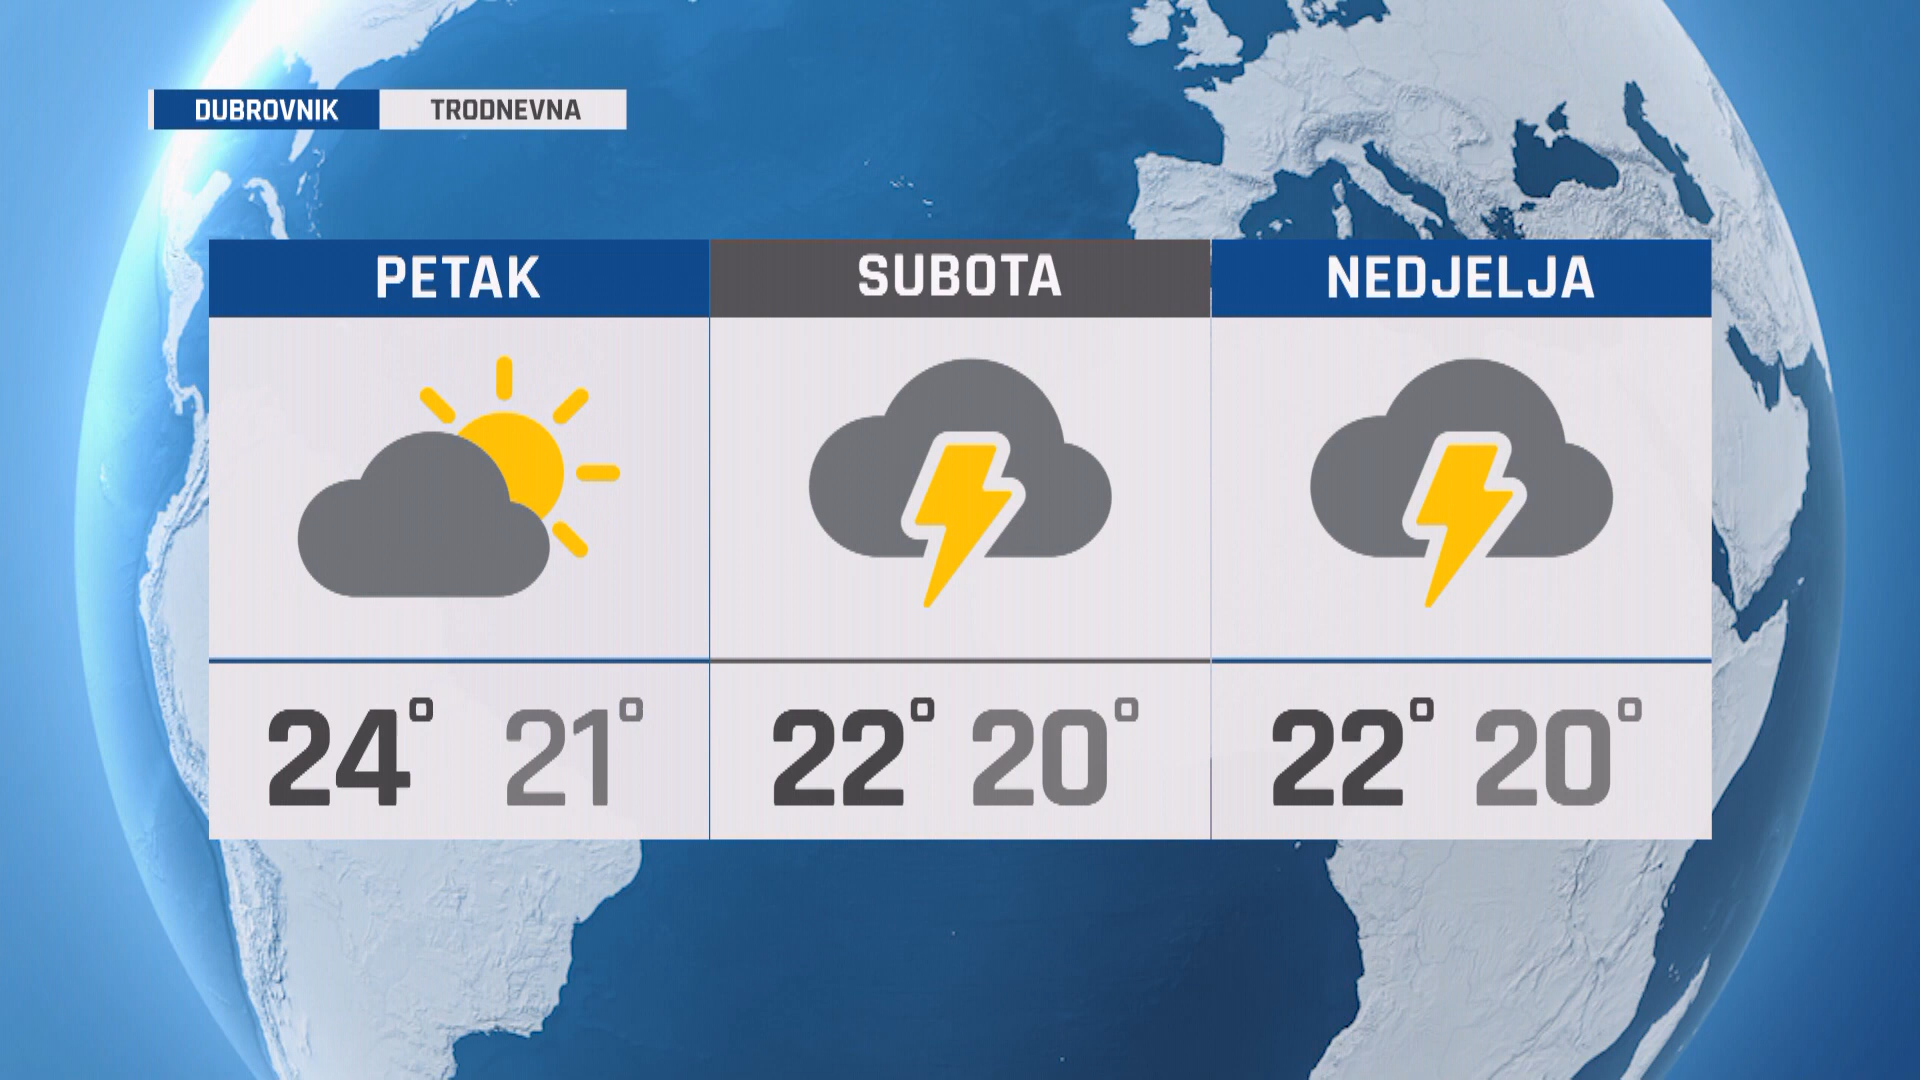 DUBROVNIK TRODNEVNA
PETAK SUBOTA NEDJELJA
24° 21° 22° 20° 22° 20°